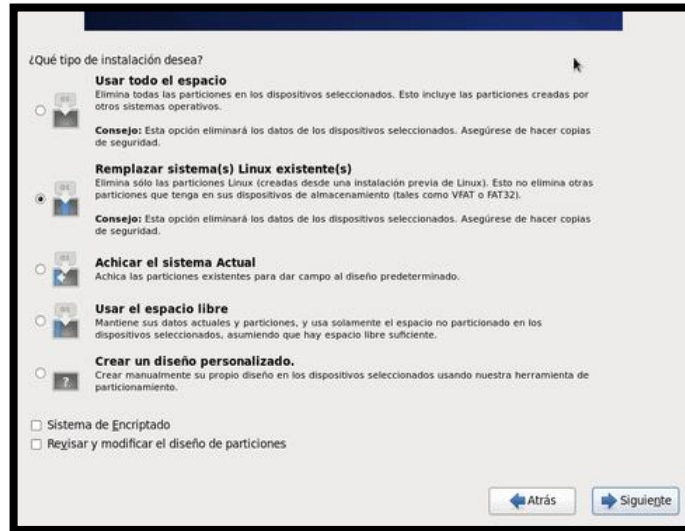 ¿Qué tipo de instalación desea?
Usar todo el espacio
Elimina todas las particiones en los dispositivos seleccionados. Esto incluye las particiones creadas por
otros sistemas operativos.
Consejo: Esta opción eliminará los datos de los dispositivos seleccionados. Asegúrese de hacer copias
de seguridad.
Remplazar sistema(s) Linux existente(s)
Elimina sólo las particiones Linux (creadas desde una instalación previa de Linux). Esto no elimina otras
particiones que tenga en sus dispositivos de almacenamiento (tales como VFAT o FAT32).
Consejo: Esta opción eliminará los datos de los dispositivos seleccionados. Asegúrese de hacer copias
de seguridad.
Achicar el sistema Actual
Achica las particiones existentes para dar campo al diseño predeterminado.
Usar el espacio libre
Mantiene sus datos actuales y particiones, y usa solamente el espacio no particionado en los
dispositivos seleccionados, asumiendo que hay espacio libre suficiente.
Crear un diseño personalizado.
?
Crear manualmente su propio diseño en los dispositivos seleccionados usando nuestra herramienta de
particionamiento.
Sistema de Encriptado
Revisar y modificar el diseño de particiones
Atrás
Siguiente